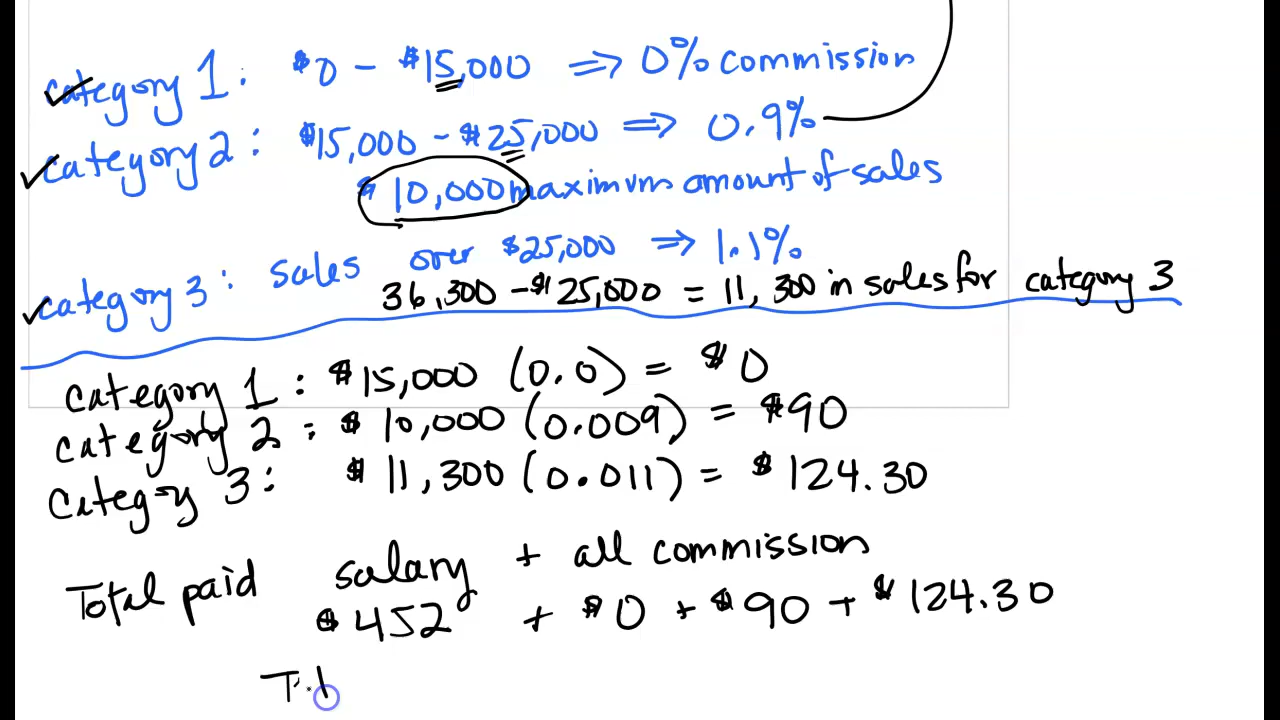 category 1: $0 - $15,000 ⇒ 0% commission
category 2: $15,000 - $25,000 ⇒ 0.9%
$10,000 maximum amount of sales
category 3: sales over $25,000 ⇒ 1.1%
36,300 - $25,000 = 11,300 in sales for category 3
category 1: $15,000 (0.0) = $0
category 2: $10,000 (0.009) = $90
Category 3: $11,300 (0.011) = $124.30
Total paid salary + all commission
$452 + $0 + $90 + $124.30